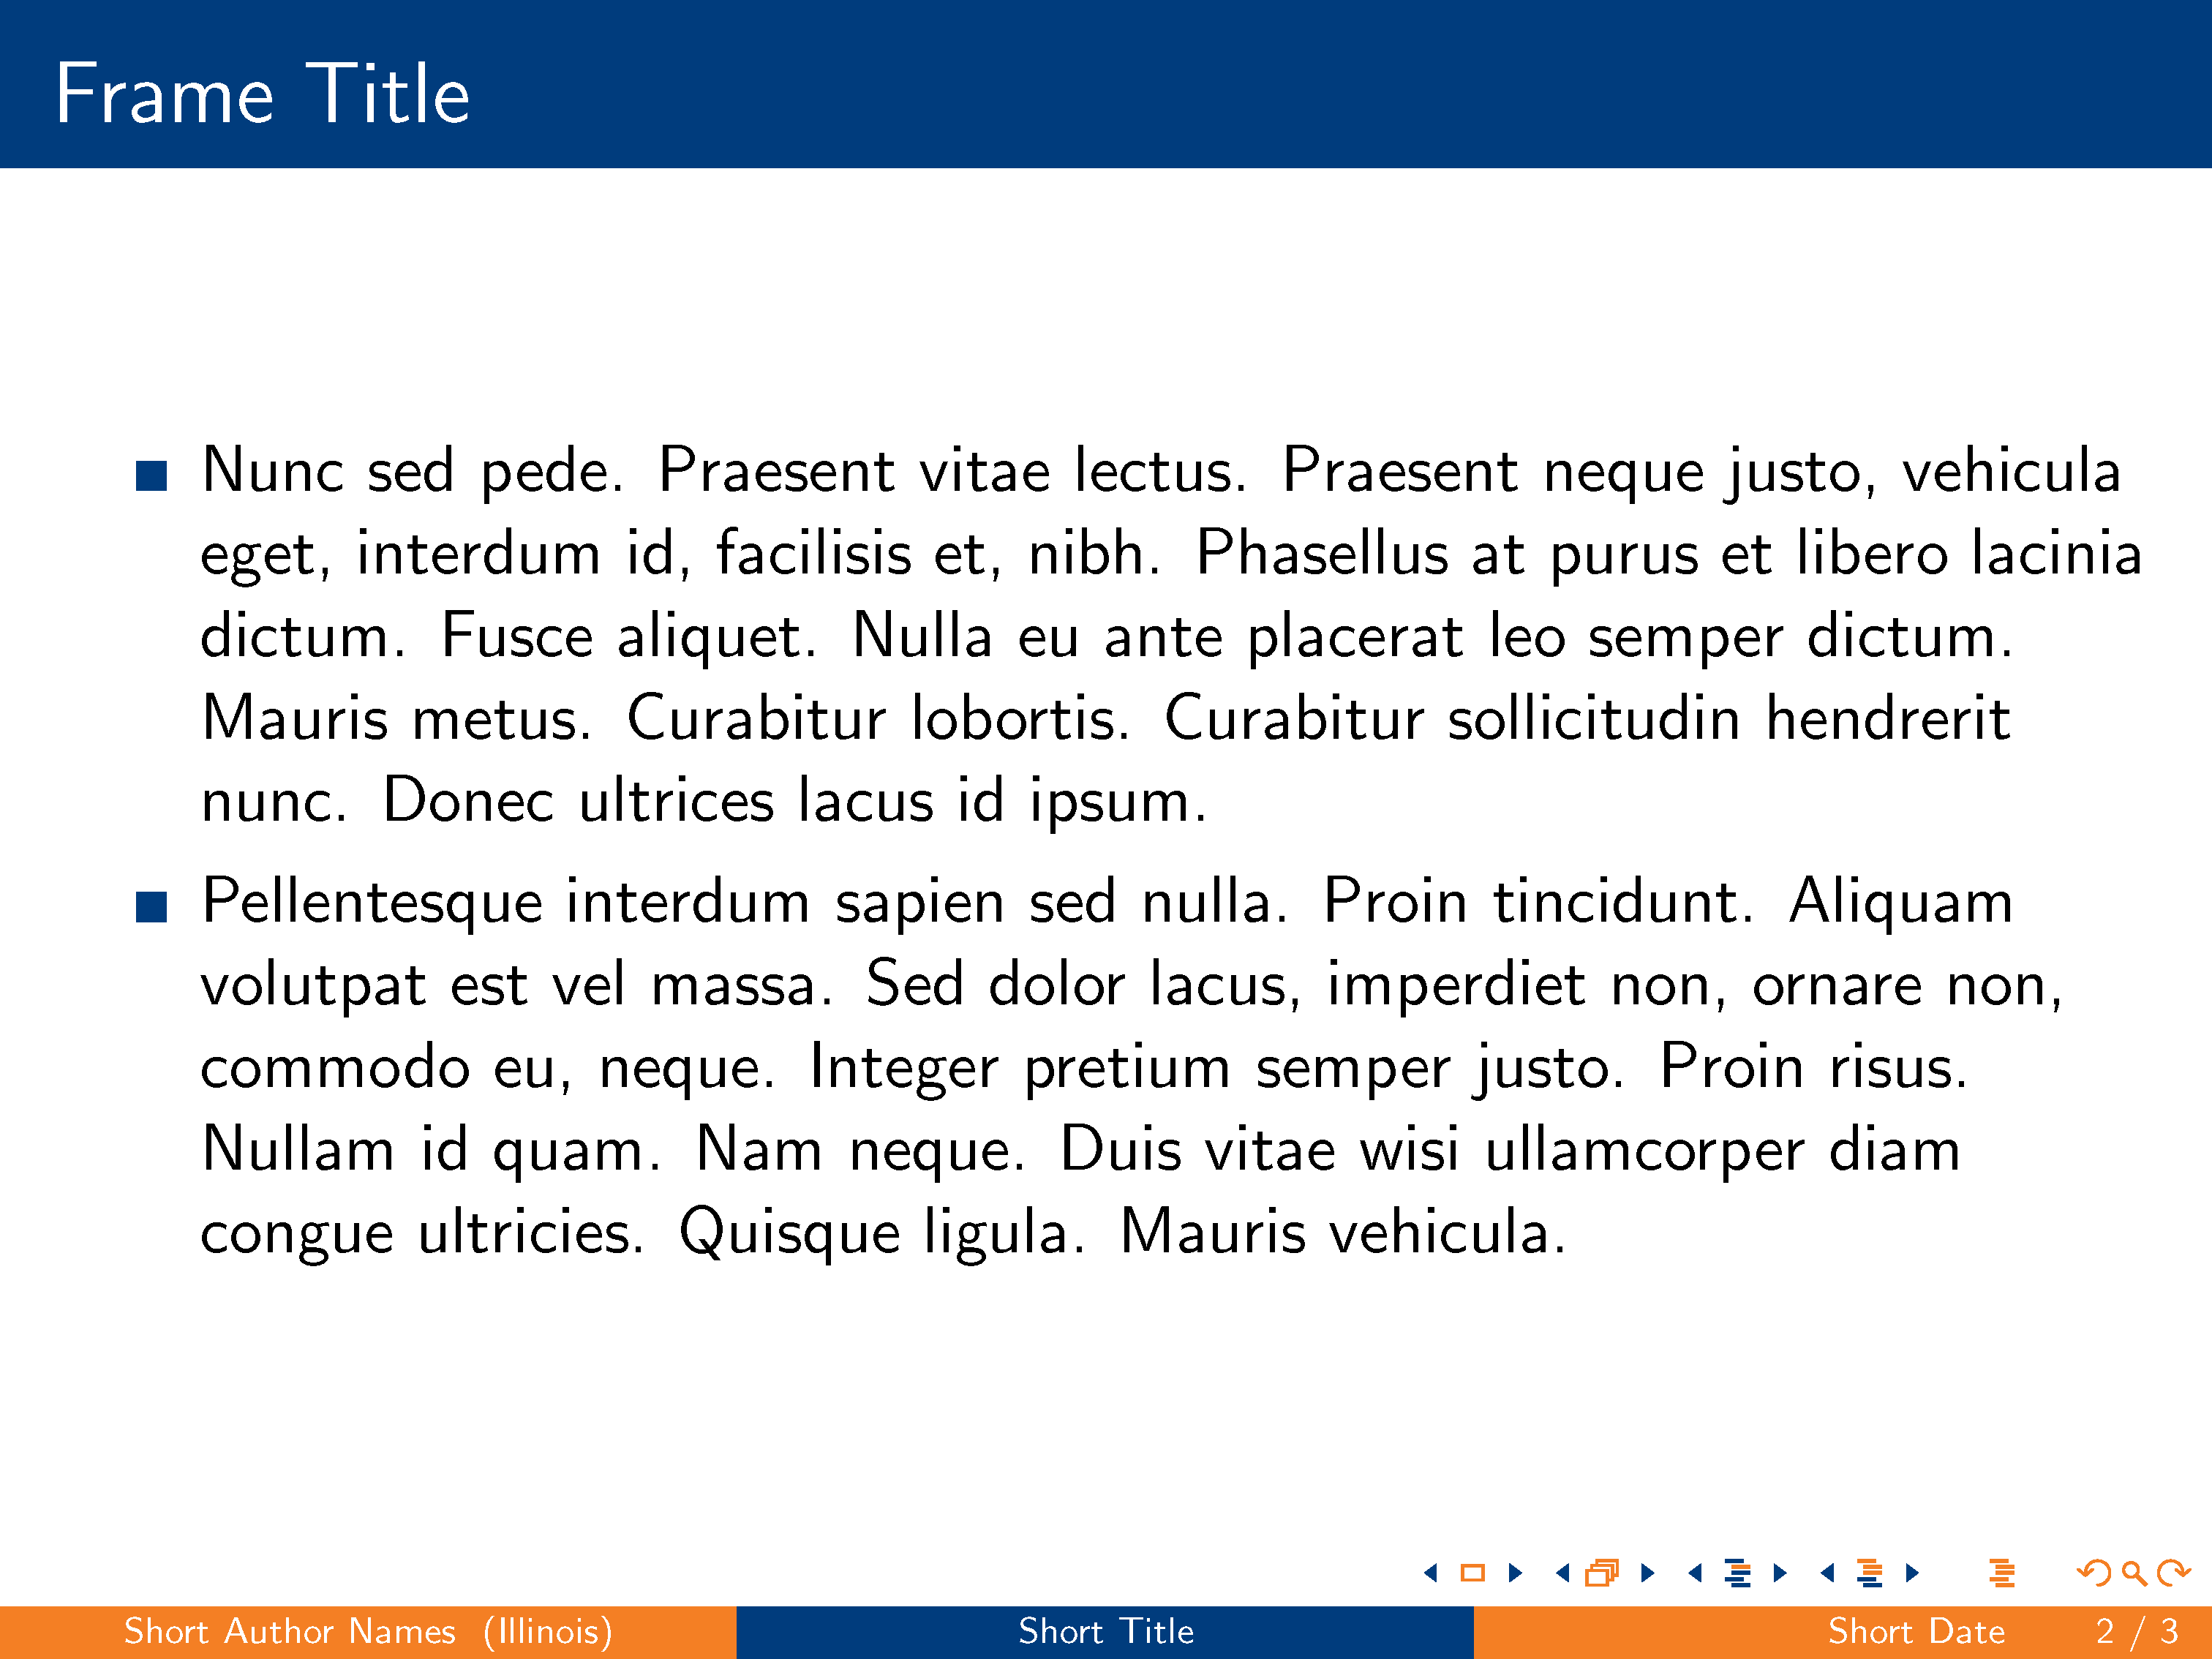 Frame Title
Nunc sed pede. Praesent vitae lectus. Praesent neque justo, vehicula
eget, interdum id, facilisis et, nibh. Phasellus at purus et libero lacinia
dictum. Fusce aliquet. Nulla eu ante placerat leo semper dictum.
Mauris metus. Curabitur lobortis. Curabitur sollicitudin hendrerit
nunc. Donec ultrices lacus id ipsum.
Pellentesque interdum sapien sed nulla. Proin tincidunt. Aliquam
volutpat est vel massa. Sed dolor lacus, imperdiet non, ornare non,
commodo eu, neque. Integer pretium semper justo. Proin risus.
Nullam id quam. Nam neque. Duis vitae wisi ullamcorper diam
congue ultricies. Quisque ligula. Mauris vehicula.
Short Author Names (Illinois) Short Title Short Date 2 / 3